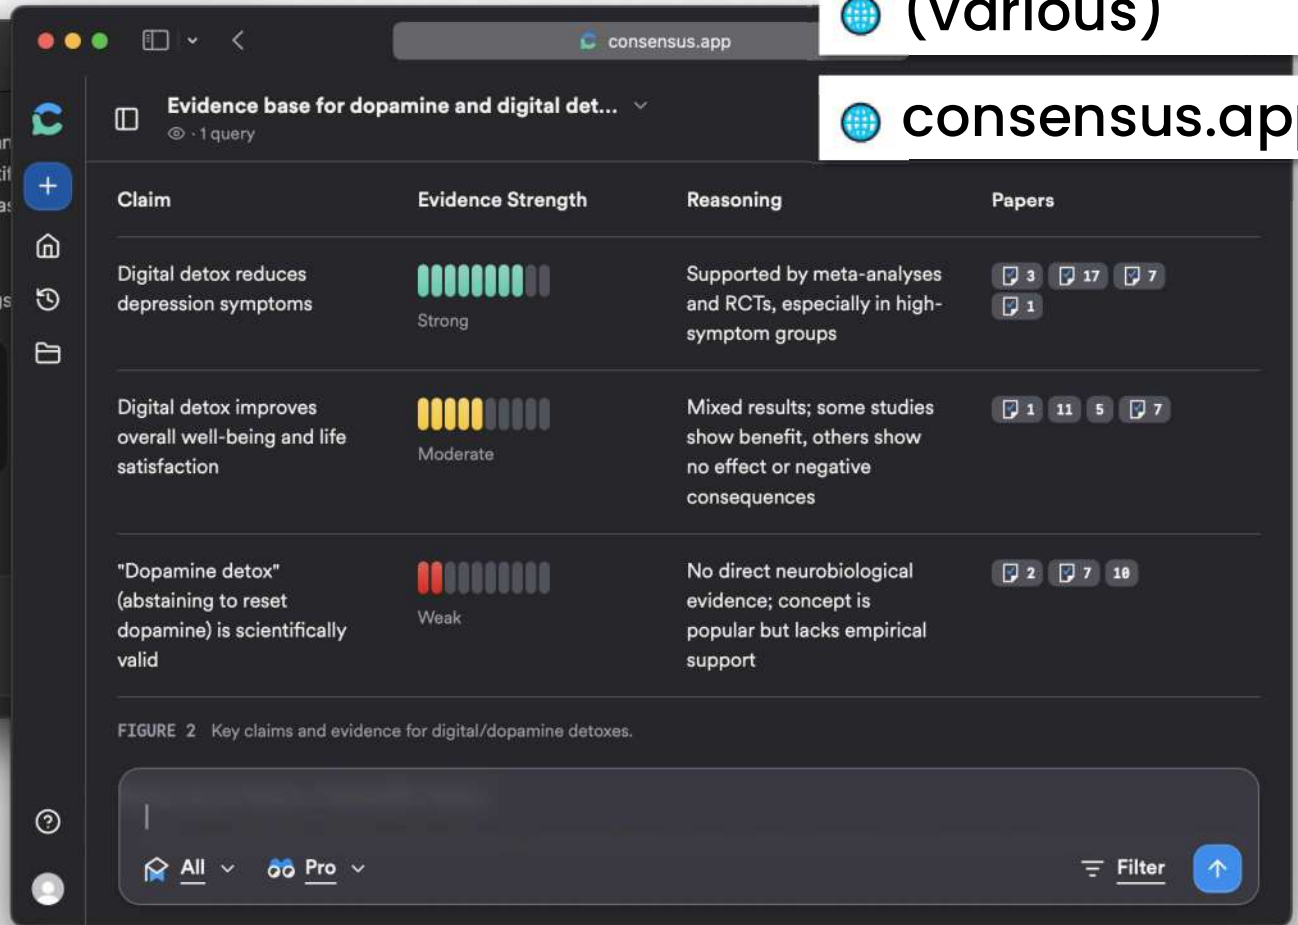 (various)
consensus.app
consensus.ap
Evidence base for dopamine and digital det...
· 1 query
Claim Evidence Strength Reasoning Papers
Digital detox reduces
depression symptoms
Strong
Supported by meta-analyses
and RCTs, especially in high-
symptom groups
3 17 7
1
Digital detox improves
overall well-being and life
satisfaction
Moderate
Mixed results; some studies
show benefit, others show
no effect or negative
consequences
1 11 5 7
"Dopamine detox"
(abstaining to reset
dopamine) is scientifically
valid
Weak
No direct neurobiological
evidence; concept is
popular but lacks empirical
support
2 7 10
FIGURE 2 Key claims and evidence for digital/dopamine detoxes.
All Pro Filter